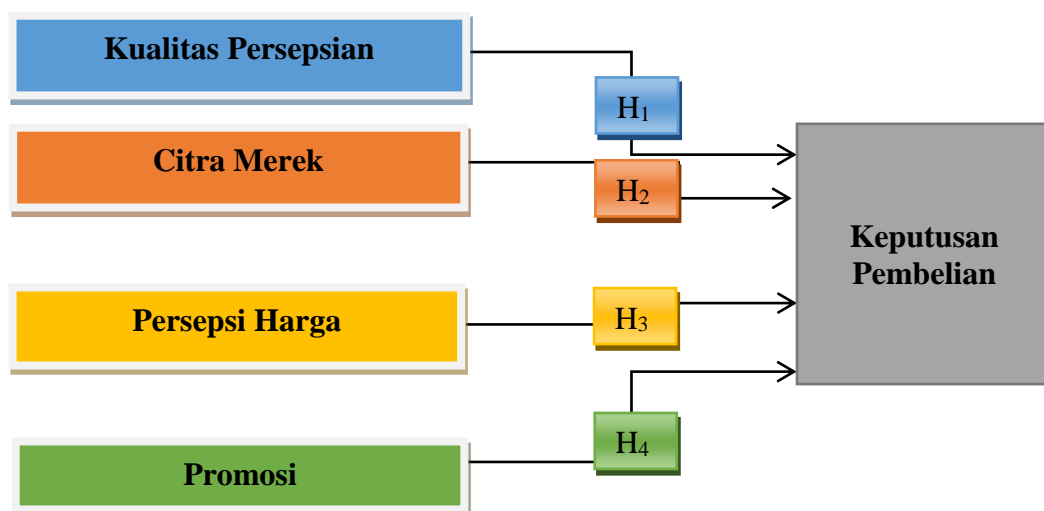 Kualitas Persepsian
H1
Citra Merek
H2
Keputusan
Pembelian
Persepsi Harga
H3
H4
Promosi